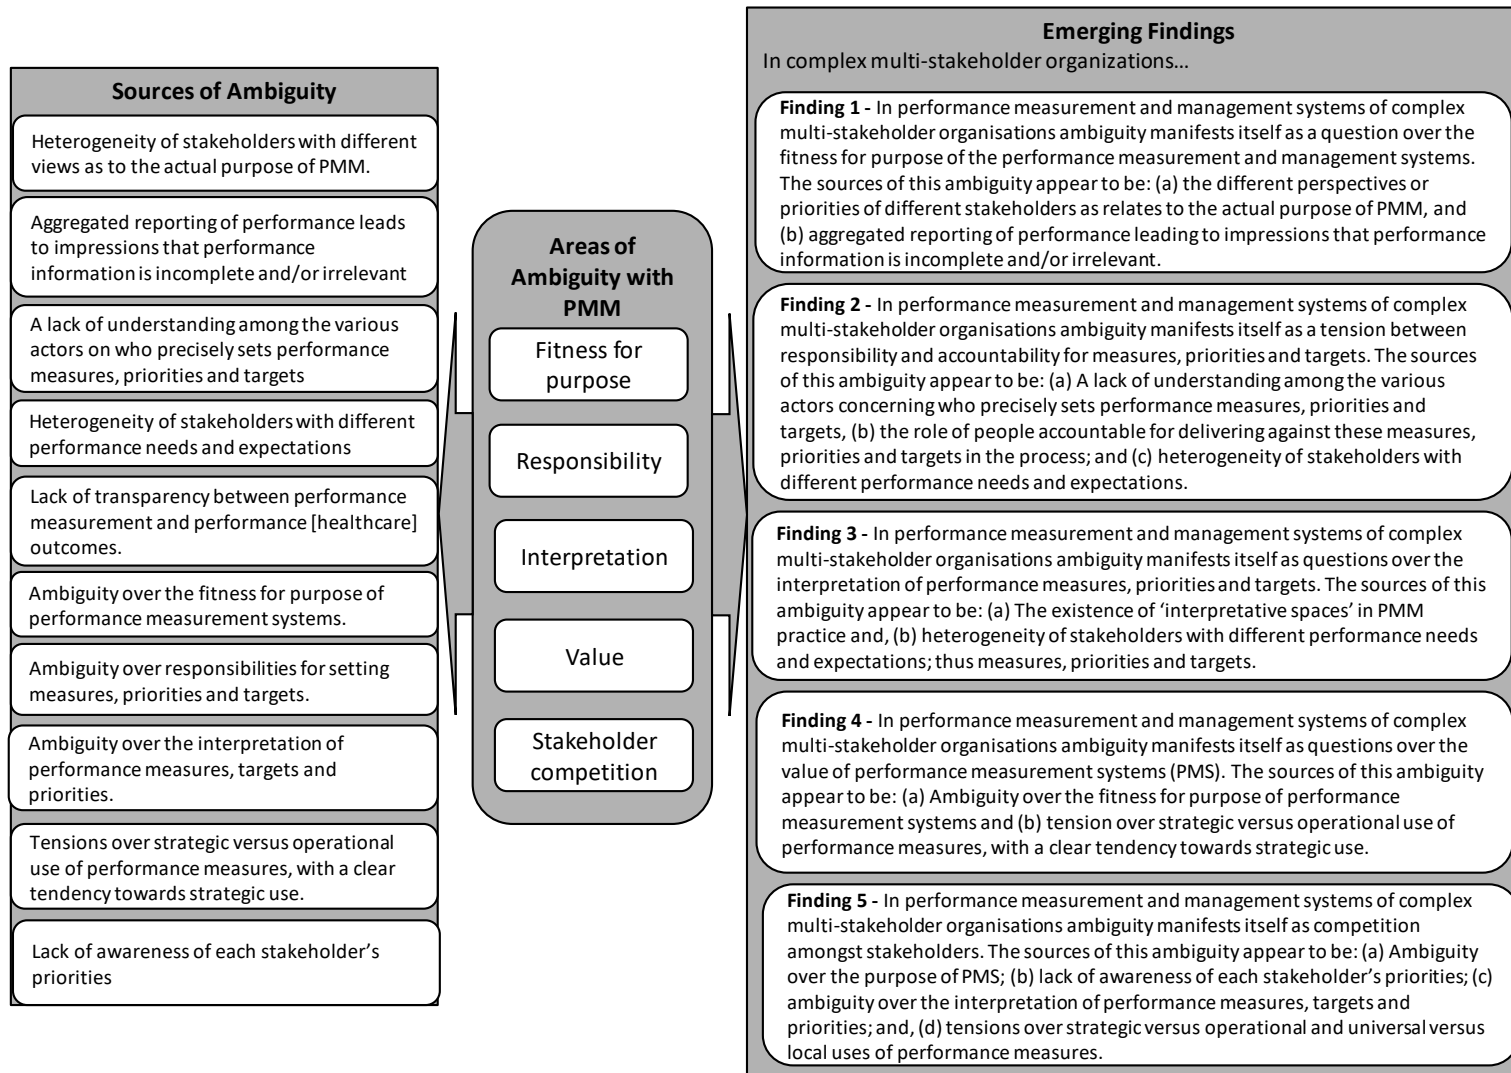 Sources of Ambiguity
Heterogeneity of stakeholders with different
views as to the actual purpose of PMM.
Aggregated reporting of performance leads
to impressions that performance
information is incomplete and/or irrelevant
A lack of understanding among the various
actors on who precisely sets performance
measures, priorities and targets
Heterogeneity of stakeholders with different
performance needs and expectations
Lack of transparency between performance
measurement and performance [healthcare]
outcomes.
Ambiguity over the fitness for purpose of
performance measurement systems.
Ambiguity over responsibilities for setting
measures, priorities and targets.
Ambiguity over the interpretation of
performance measures, targets and
priorities.
Tensions over strategic versus operational
use of performance measures, with a clear
tendency towards strategic use.
Lack of awareness of each stakeholder's
priorities
Areas of
Ambiguity with
PMM
Fitness for
purpose
Responsibility
Interpretation
Value
Stakeholder
competition
Emerging Findings
In complex multi-stakeholder organizations...
Finding 1 - In performance measurement and management systems of complex
multi-stakeholder organisations ambiguity manifests itself as a question over the
fitness for purpose of the performance measurement and management systems.
The sources of this ambiguity appear to be: (a) the different perspectives or
priorities of different stakeholders as relates to the actual purpose of PMM, and
(b) aggregated reporting of performance leading to impressions that performance
information is incomplete and/or irrelevant.
Finding 2 - In performance measurement and management systems of complex
multi-stakeholder organisations ambiguity manifests itself as a tension between
responsibility and accountability for measures, priorities and targets. The sources
of this ambiguity appear to be: (a) A lack of understanding among the various
actors concerning who precisely sets performance measures, priorities and
targets, (b) the role of people accountable for delivering against these measures,
priorities and targets in the process; and (c) heterogeneity of stakeholders with
different performance needs and expectations.
Finding 3 - In performance measurement and management systems of complex
multi-stakeholder organisations ambiguity manifests itself as questions over the
interpretation of performance measures, priorities and targets. The sources of this
ambiguity appear to be: (a) The existence of 'interpretative spaces' in PMM
practice and, (b) heterogeneity of stakeholders with different performance needs
and expectations; thus measures, priorities and targets.
Finding 4 - In performance measurement and management systems of complex
multi-stakeholder organisations ambiguity manifests itself as questions over the
value of performance measurement systems (PMS). The sources of this ambiguity
appear to be: (a) Ambiguity over the fitness for purpose of performance
measurement systems and (b) tension over strategic versus operational use of
performance measures, with a clear tendency towards strategic use.
Finding 5 - In performance measurement and management systems of complex
multi-stakeholder organisations ambiguity manifests itself as competition
amongst stakeholders. The sources of this ambiguity appear to be: (a) Ambiguity
over the purpose of PMS; (b) lack of awareness of each stakeholder's priorities; (c)
ambiguity over the interpretation of performance measures, targets and
priorities; and, (d) tensions over strategic versus operational and universal versus
local uses of performance measures.